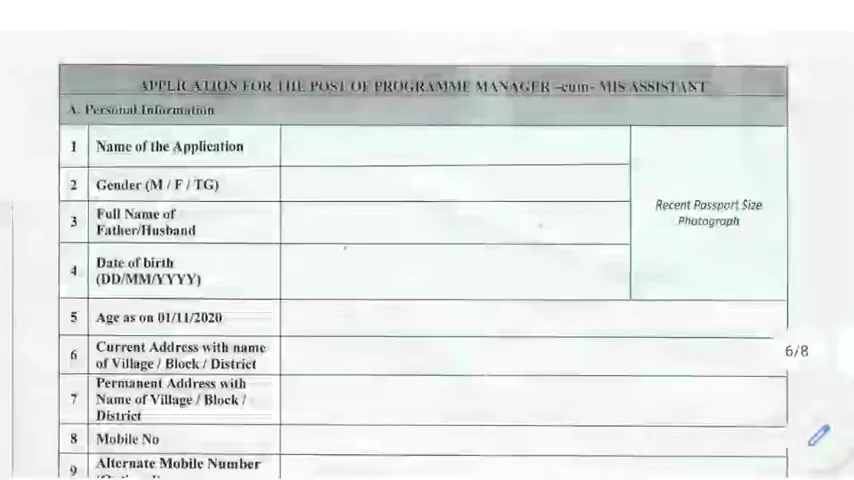 APPLICATION FOR THE POST OF PROGRAMME MANAGER –cum– MIS ASSISTANT
A. Personal Information
1 Name of the Application
2 Gender (M / F / TG)
3 Full Name of
Father/Husband
Recent Passport Size
Photograph
4 Date of birth
(DD/MM/YYYY)
5 Age as on 01/11/2020
6 Current Address with name
of Village / Block / District
6/8
7 Permanent Address with
Name of Village / Block /
District
8 Mobile No
9 Alternate Mobile Number